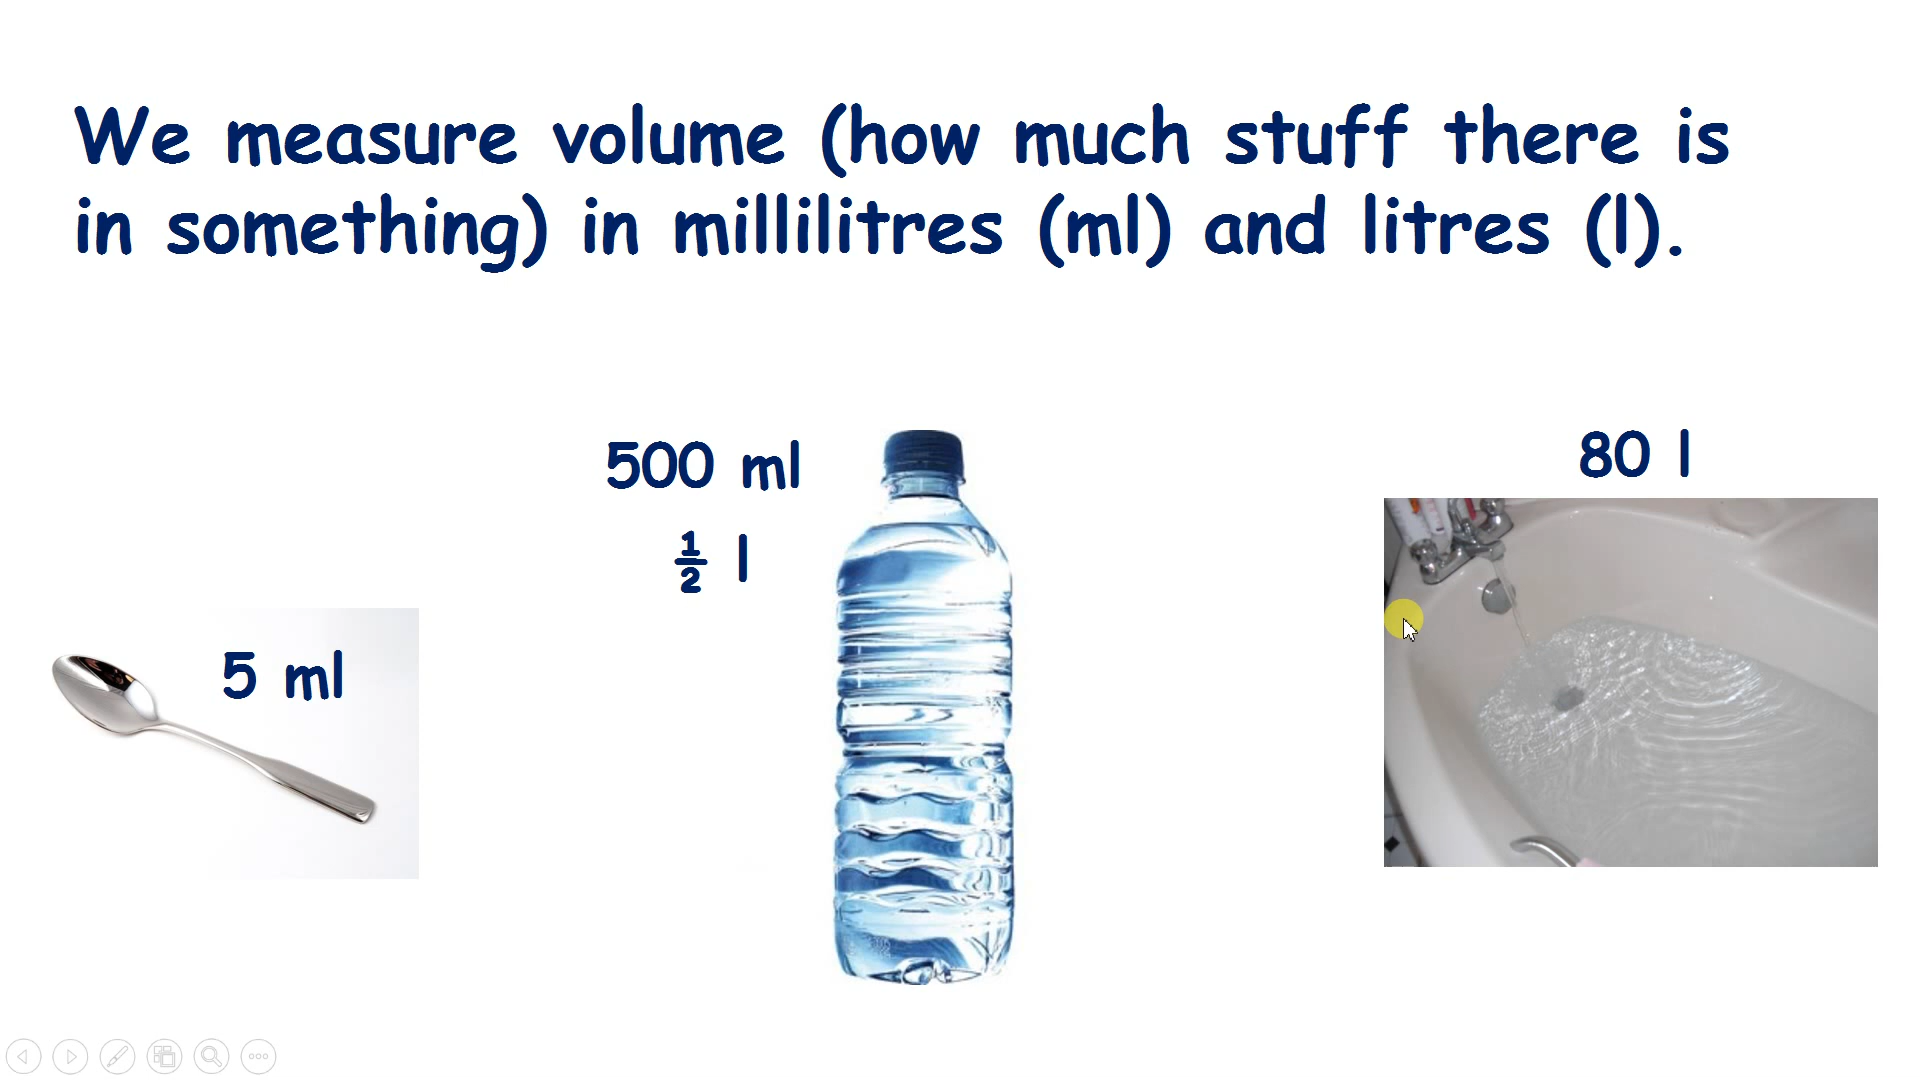 We measure volume (how much stuff there is
in something) in millilitres (ml) and litres (l).
500 ml
½ l
80 l
5 ml